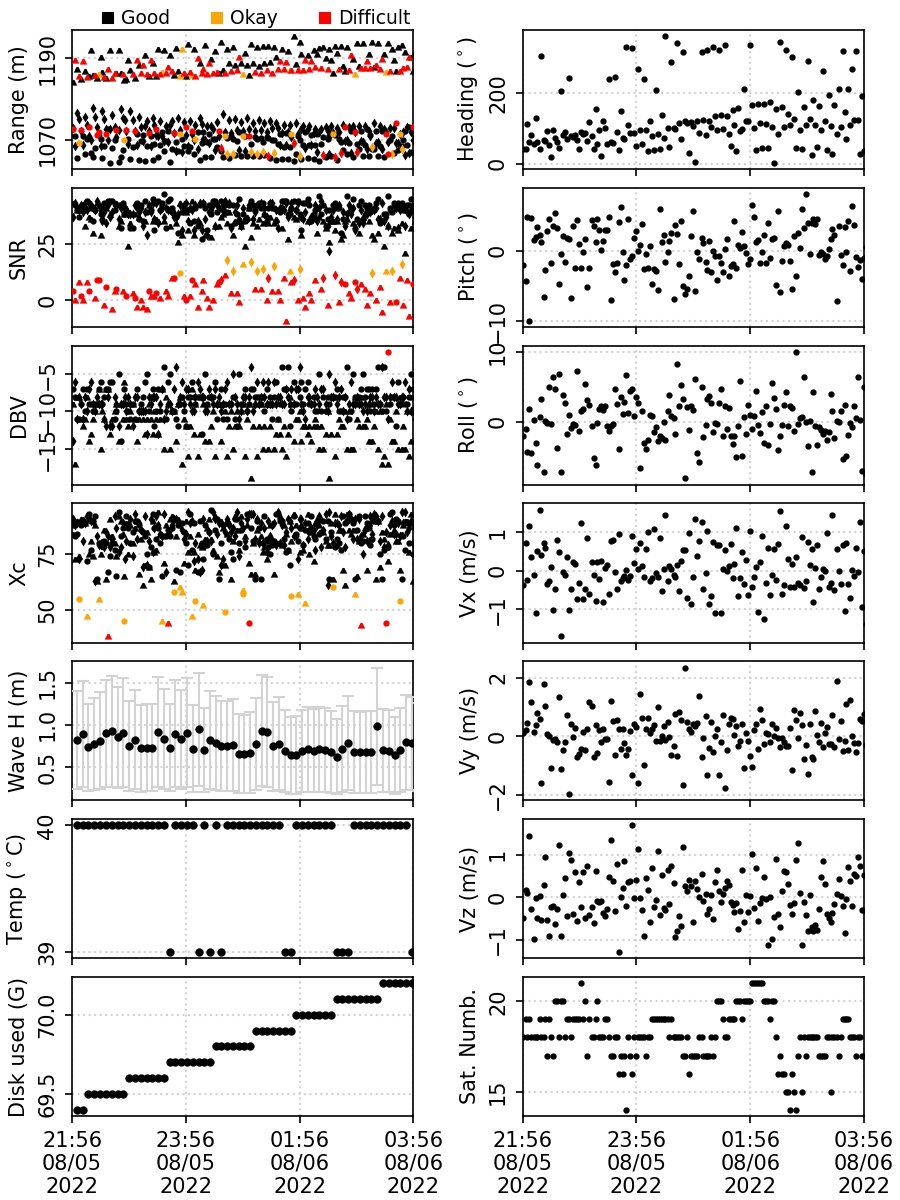 Good Okay Difficult
Range (m)
1190
1070
Heading (°)
200
0
SNR
25
0
Pitch (°)
0
−10
DBV
−5
−10
−15
Roll (°)
10
0
Xc
75
50
Vx (m/s)
1
0
−1
Wave H (m)
1.5
1.0
0.5
Vy (m/s)
2
0
−2
Temp (°C)
40
39
Vz (m/s)
1
0
−1
Disk used (G)
70.0
69.5
Sat. Numb.
20
15
21:56 23:56 01:56 03:56 21:56 23:56 01:56 03:56
08/05 08/05 08/06 08/06 08/05 08/05 08/06 08/06
2022 2022 2022 2022 2022 2022 2022 2022